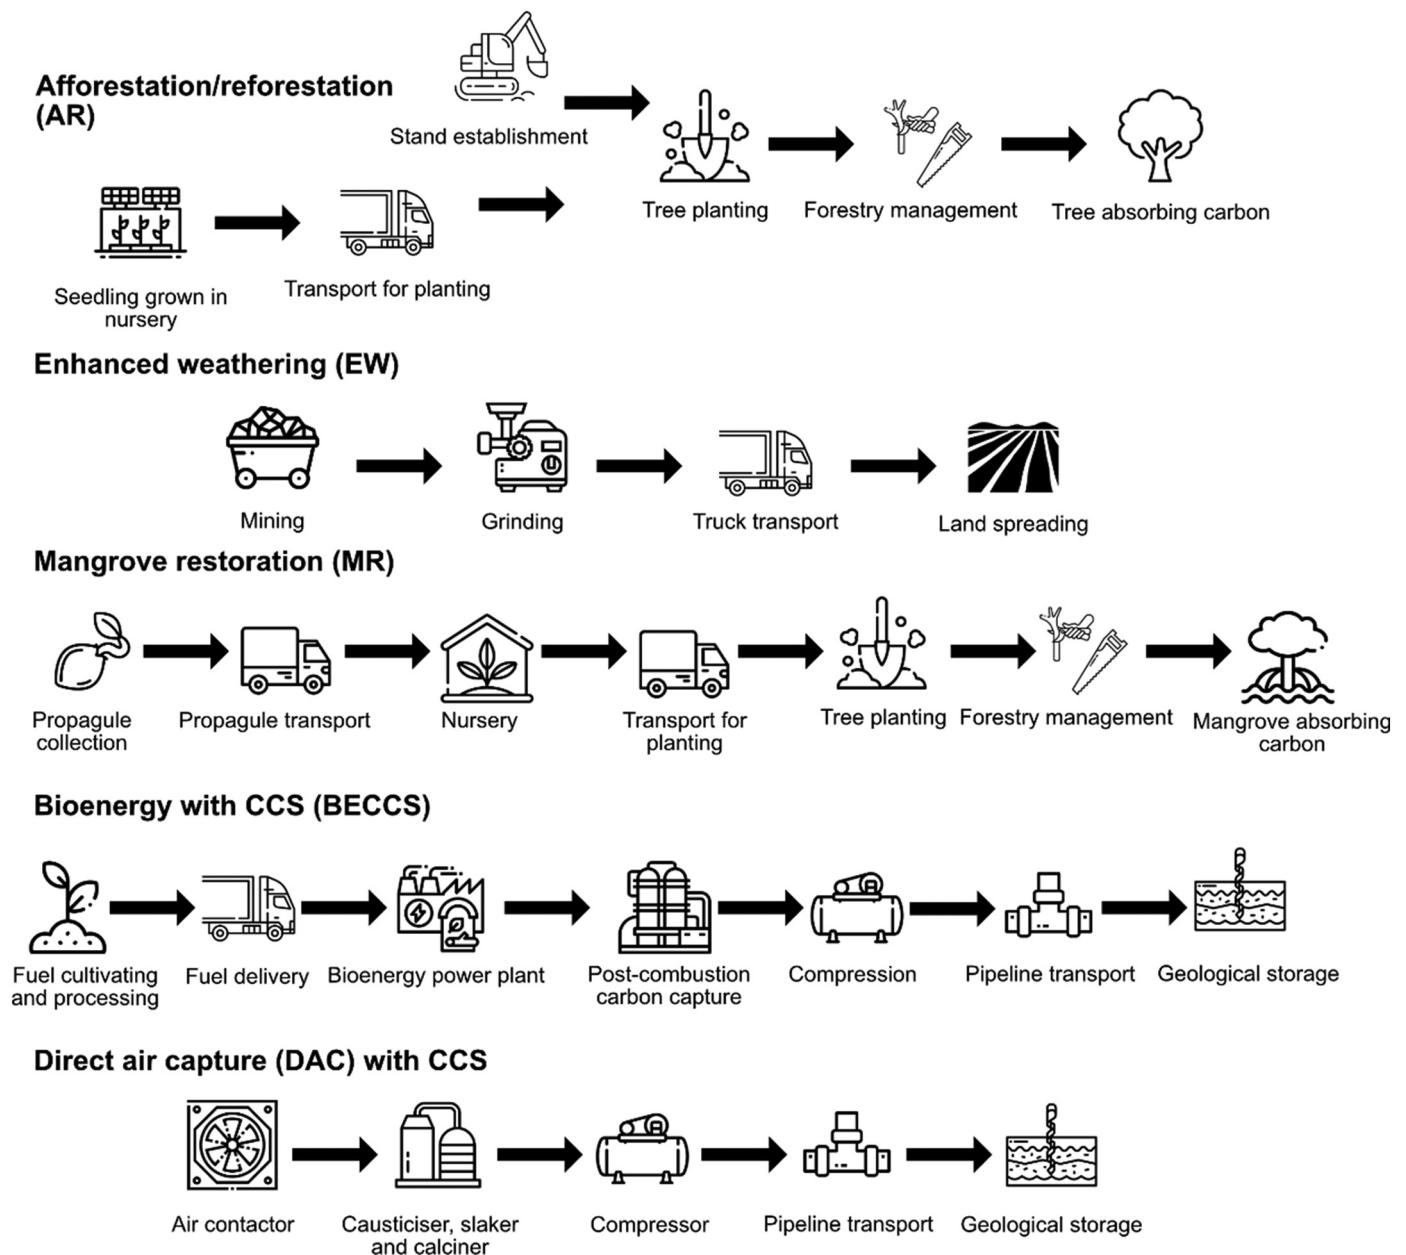 Afforestation/reforestation
(AR)
Stand establishment
Tree planting
Forestry management
Tree absorbing carbon
Seedling grown in
nursery
Transport for planting
Enhanced weathering (EW)
Mining
Grinding
Truck transport
Land spreading
Mangrove restoration (MR)
Propagule
collection
Propagule transport
Nursery
Transport for
planting
Tree planting
Forestry management
Mangrove absorbing
carbon
Bioenergy with CCS (BECCS)
Fuel cultivating
and processing
Fuel delivery
Bioenergy power plant
Post-combustion
carbon capture
Compression
Pipeline transport
Geological storage
Direct air capture (DAC) with CCS
Air contactor
Causticiser, slaker
and calciner
Compressor
Pipeline transport
Geological storage